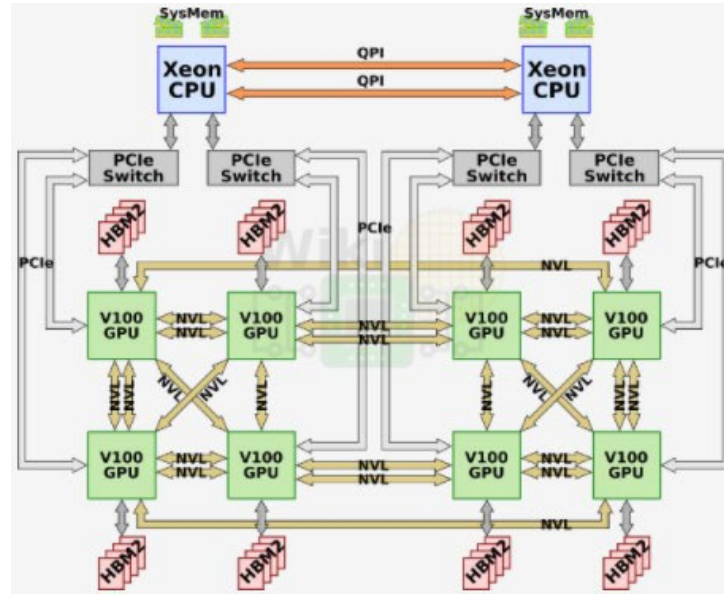 SysMem
SysMem
Xeon
CPU
QPI
QPI
Xeon
CPU
PCIe
Switch
PCIe
Switch
PCIe
Switch
PCIe
Switch
HBM2
HBM2
HBM2
HBM2
Wiki
PCIe
PCIe
PCIe
NVL
V100
GPU
NVL
NVL
V100
GPU
NVL
NVL
V100
GPU
NVL
NVL
V100
GPU
NVL
NVL
NVL
NVL
NVL
NVL
NVL
NVL
NVL
NVL
V100
GPU
NVL
NVL
V100
GPU
NVL
NVL
V100
GPU
NVL
NVL
V100
GPU
NVL
HBM2
HBM2
HBM2
HBM2